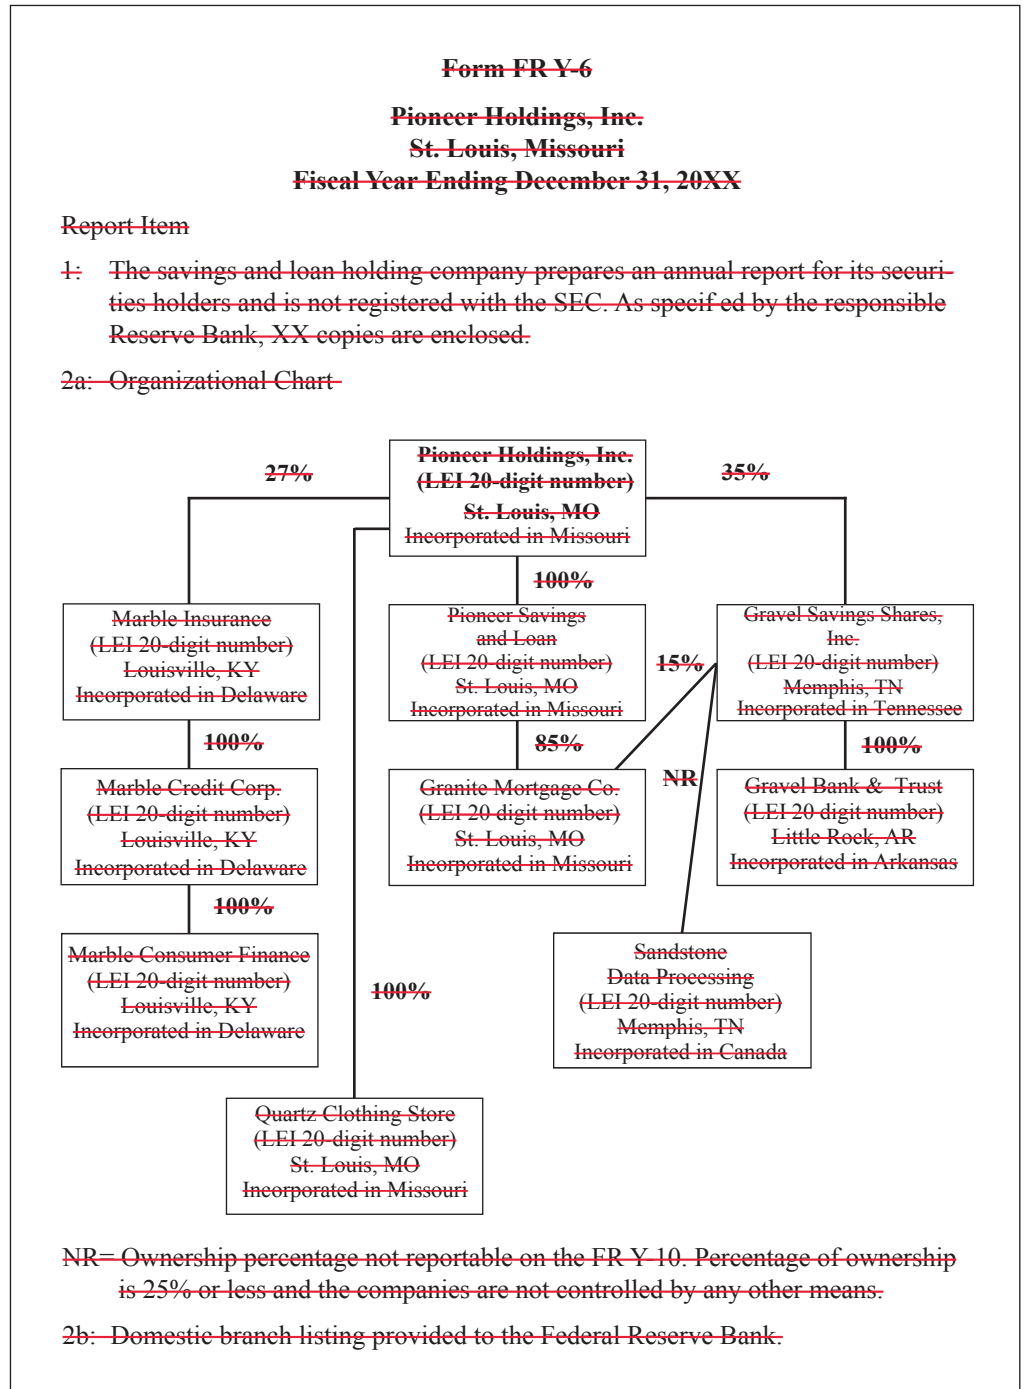 Form FR Y-6
Pioneer Holdings, Inc.
St. Louis, Missouri
Fiscal Year Ending December 31, 20XX
Report Item
1: The savings and loan holding company prepares an annual report for its securi-
ties holders and is not registered with the SEC. As specif ed by the responsible
Reserve Bank, XX copies are enclosed.
2a: Organizational Chart
Pioneer Holdings, Inc.
(LEI 20-digit number)
St. Louis, MO
Incorporated in Missouri
27%
35%
100%
Marble Insurance
(LEI 20-digit number)
Louisville, KY
Incorporated in Delaware
Pioneer Savings
and Loan
(LEI 20-digit number)
St. Louis, MO
Incorporated in Missouri
Gravel Savings Shares,
Inc.
(LEI 20-digit number)
Memphis, TN
Incorporated in Tennessee
15%
100%
85%
100%
NR
Marble Credit Corp.
(LEI 20-digit number)
Louisville, KY
Incorporated in Delaware
Granite Mortgage Co.
(LEI 20 digit number)
St. Louis, MO
Incorporated in Missouri
Gravel Bank & Trust
(LEI 20 digit number)
Little Rock, AR
Incorporated in Arkansas
100%
Marble Consumer Finance
(LEI 20-digit number)
Louisville, KY
Incorporated in Delaware
100%
Sandstone
Data Processing
(LEI 20-digit number)
Memphis, TN
Incorporated in Canada
Quartz Clothing Store
(LEI 20-digit number)
St. Louis, MO
Incorporated in Missouri
NR= Ownership percentage not reportable on the FR Y-10. Percentage of ownership
is 25% or less and the companies are not controlled by any other means.
2b: Domestic branch listing provided to the Federal Reserve Bank.